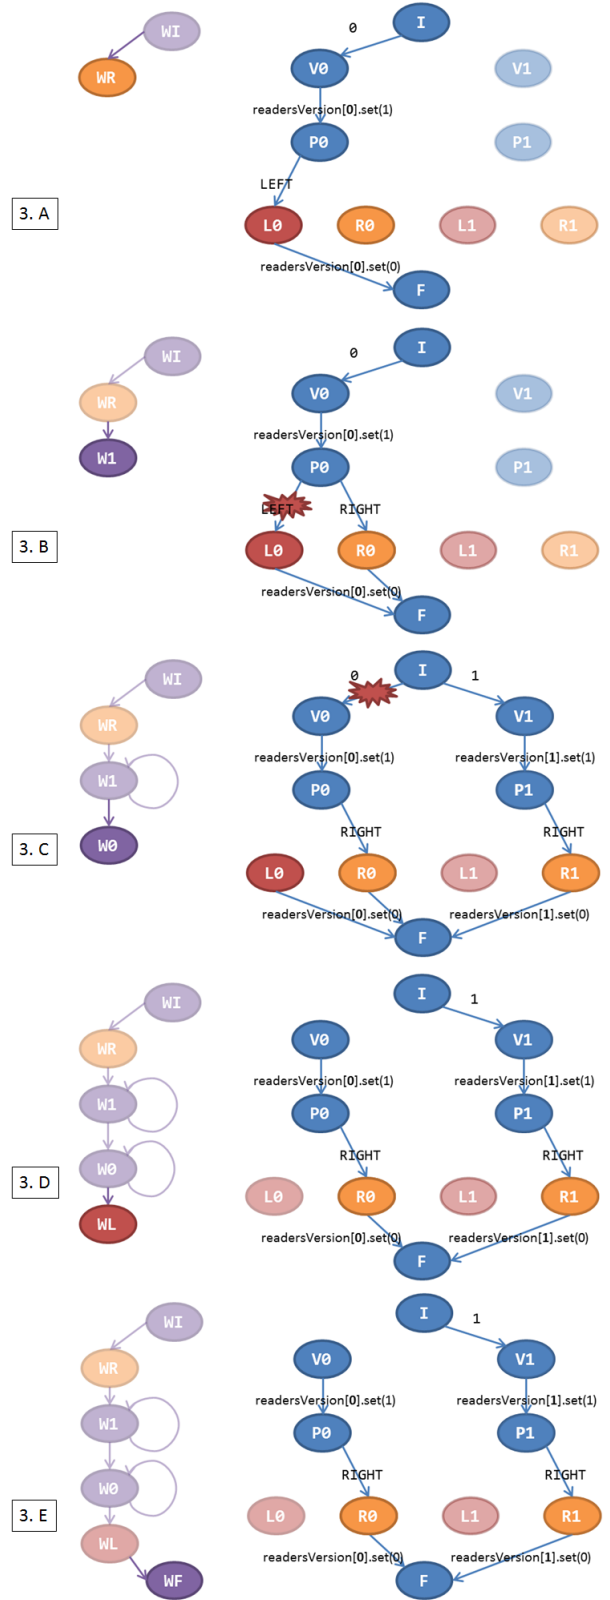 WI
I
0
WR
V0
V1
readersVersion[0].set(1)
P0
P1
LEFT
3. A
L0
R0
L1
R1
readersVersion[0].set(0)
F
WI
I
0
WR
V0
V1
readersVersion[0].set(1)
W1
P0
P1
LEFT
RIGHT
3. B
L0
R0
L1
R1
readersVersion[0].set(0)
F
WI
I
0
1
WR
V0
V1
readersVersion[0].set(1)
readersVersion[1].set(1)
W1
P0
P1
RIGHT
RIGHT
W0
3. C
L0
R0
L1
R1
readersVersion[0].set(0)
readersVersion[1].set(0)
F
WI
I
1
WR
V0
V1
readersVersion[0].set(1)
readersVersion[1].set(1)
W1
P0
P1
RIGHT
RIGHT
W0
3. D
L0
R0
L1
R1
WL
readersVersion[0].set(0)
readersVersion[1].set(0)
F
WI
I
1
WR
V0
V1
readersVersion[0].set(1)
readersVersion[1].set(1)
W1
P0
P1
RIGHT
RIGHT
W0
3. E
L0
R0
L1
R1
WL
readersVersion[0].set(0)
readersVersion[1].set(0)
WF
F